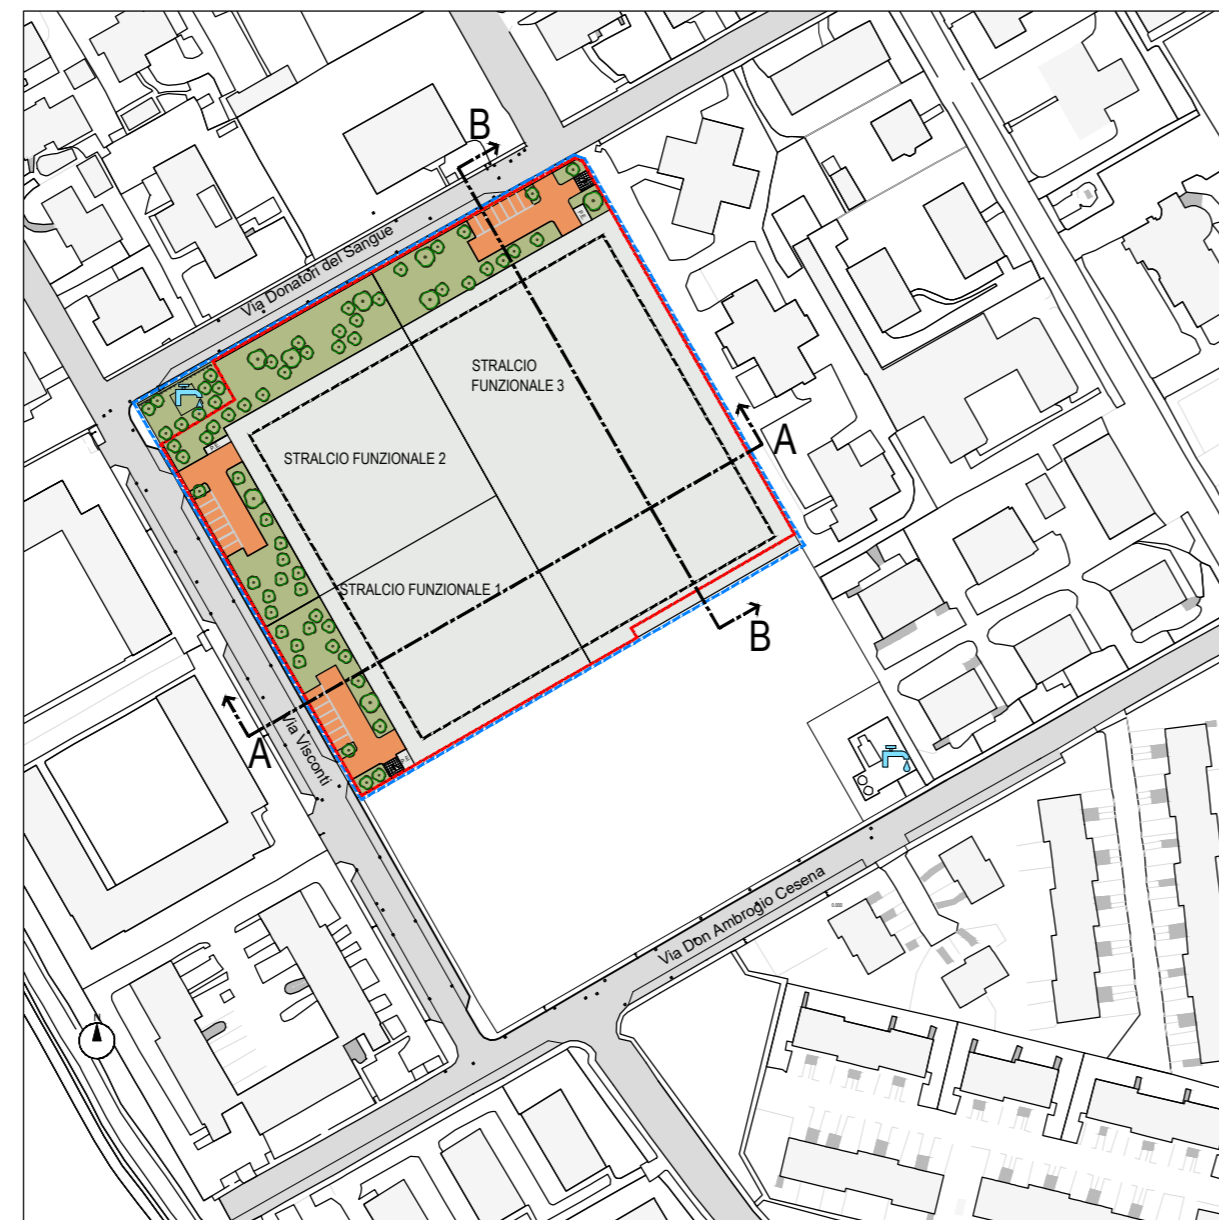 B
Via Donatori del Sangue
P.E.
STRALCIO
FUNZIONALE 3
A
P.E.
STRALCIO FUNZIONALE 2
STRALCIO FUNZIONALE 1
B
A
Via Visconti
P.E.
Via Don Ambrogio Cesena
N